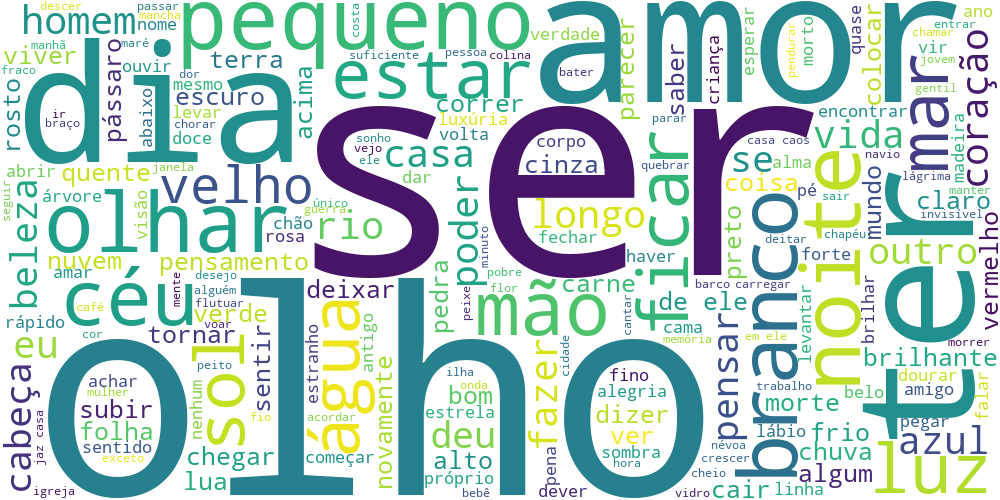 ser
olho
amor
dia
ter
olhar
céu
pequeno
estar
mão
ficar
branco
noite
luz
mar
água
sol
velho
casa
rio
longo
homem
viver
nome
descer
mancha
passar
manhã
maré
fraco
ouvir
terra
costa
suficiente
pessoa
colina
verdade
bater
pendurar
esperar
quase
colocar
morto
chamar
vir
jovem
ano
entrar
gentil
coração
rosto
ir
braço
pássaro
abaixo
dor
mesmo
levar
chorar
escuro
doce
acima
correr
luxúria
volta
parecer
saber
criança
parar
encontrar
vida
se
madeira
lágrima
manter
claro
invisível
abrir
janela
quente
árvore
visão
seguir
beleza
amar
nuvem
pensamento
único
guerra
chão
rosa
sonho
vejo
ele
dar
corpo
cinza
poder
minuto
fechar
haver
carne
quebrar
casa caos
alma
coisa
pé
sair
navio
mundo
preto
deitar
chapéu
forte
outro
vermelho
rápido
café
cor
mente
desejo
alguém
flutuar
verde
voar
tornar
deixar
pedra
peixe
pobre
flor
cantar
de ele
barco
carregar
cama
memória
em ele
levantar
brilhar
morrer
brilhante
eu
cabeça
jaz casa
achar
mulher
subir
folha
sentido
exceto
igreja
peito
nenhum
fio
chegar
lua
sentir
acordar
estranho
começar
antigo
novamente
ilha
onda
bom
estrela
deu
alto
próprio
bebê
cidade
fazer
pena
dever
fino
alegria
dizer
ver
sombra
hora
pensar
névoa
crescer
cheio
cair
vidro
trabalho
morte
lábio
frio
chuva
algum
linha
belo
dourar
amigo
pegar
azul
falar